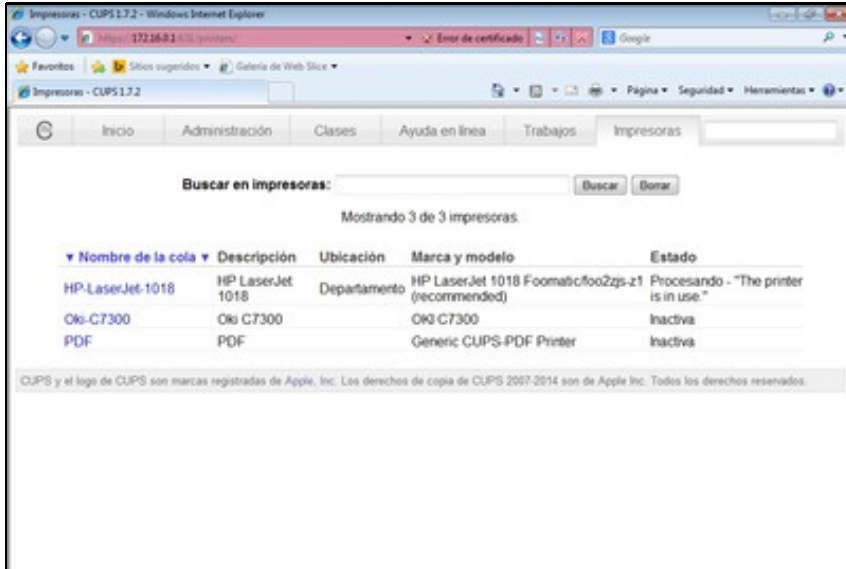 Impresoras - CUPS 1.7.2 - Windows Internet Explorer
https://172.16.0.1:631/printers/ Error de certificado Google
Favoritos Sitios sugeridos Galería de Web Slice
Impresoras - CUPS 1.7.2 Página Seguridad Herramientas
Inicio Administración Clases Ayuda en línea Trabajos Impresoras
Buscar en impresoras: Buscar Borrar
Mostrando 3 de 3 impresoras.
▼ Nombre de la cola ▼ Descripción Ubicación Marca y modelo Estado
HP-LaserJet-1018 HP LaserJet 1018 Departamento HP LaserJet 1018 Foomatic/foo2zjs-z1 (recommended) Procesando - "The printer is in use."
Oki-C7300 Oki C7300 OKI C7300 Inactiva
PDF PDF Generic CUPS-PDF Printer Inactiva
CUPS y el logo de CUPS son marcas registradas de Apple, Inc. Los derechos de copia de CUPS 2007-2014 son de Apple Inc. Todos los derechos reservados.